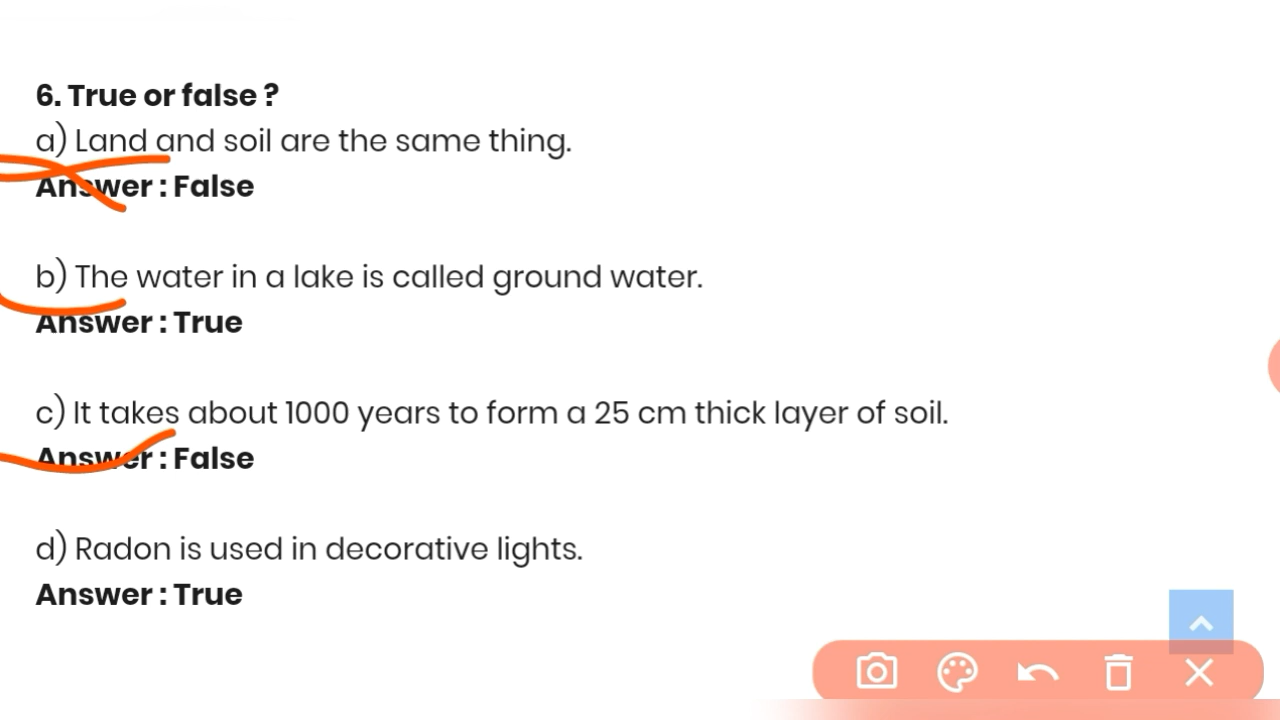 6. True or false ?
a) Land and soil are the same thing.
Answer : False
b) The water in a lake is called ground water.
Answer : True
c) It takes about 1000 years to form a 25 cm thick layer of soil.
Answer : False
d) Radon is used in decorative lights.
Answer : True